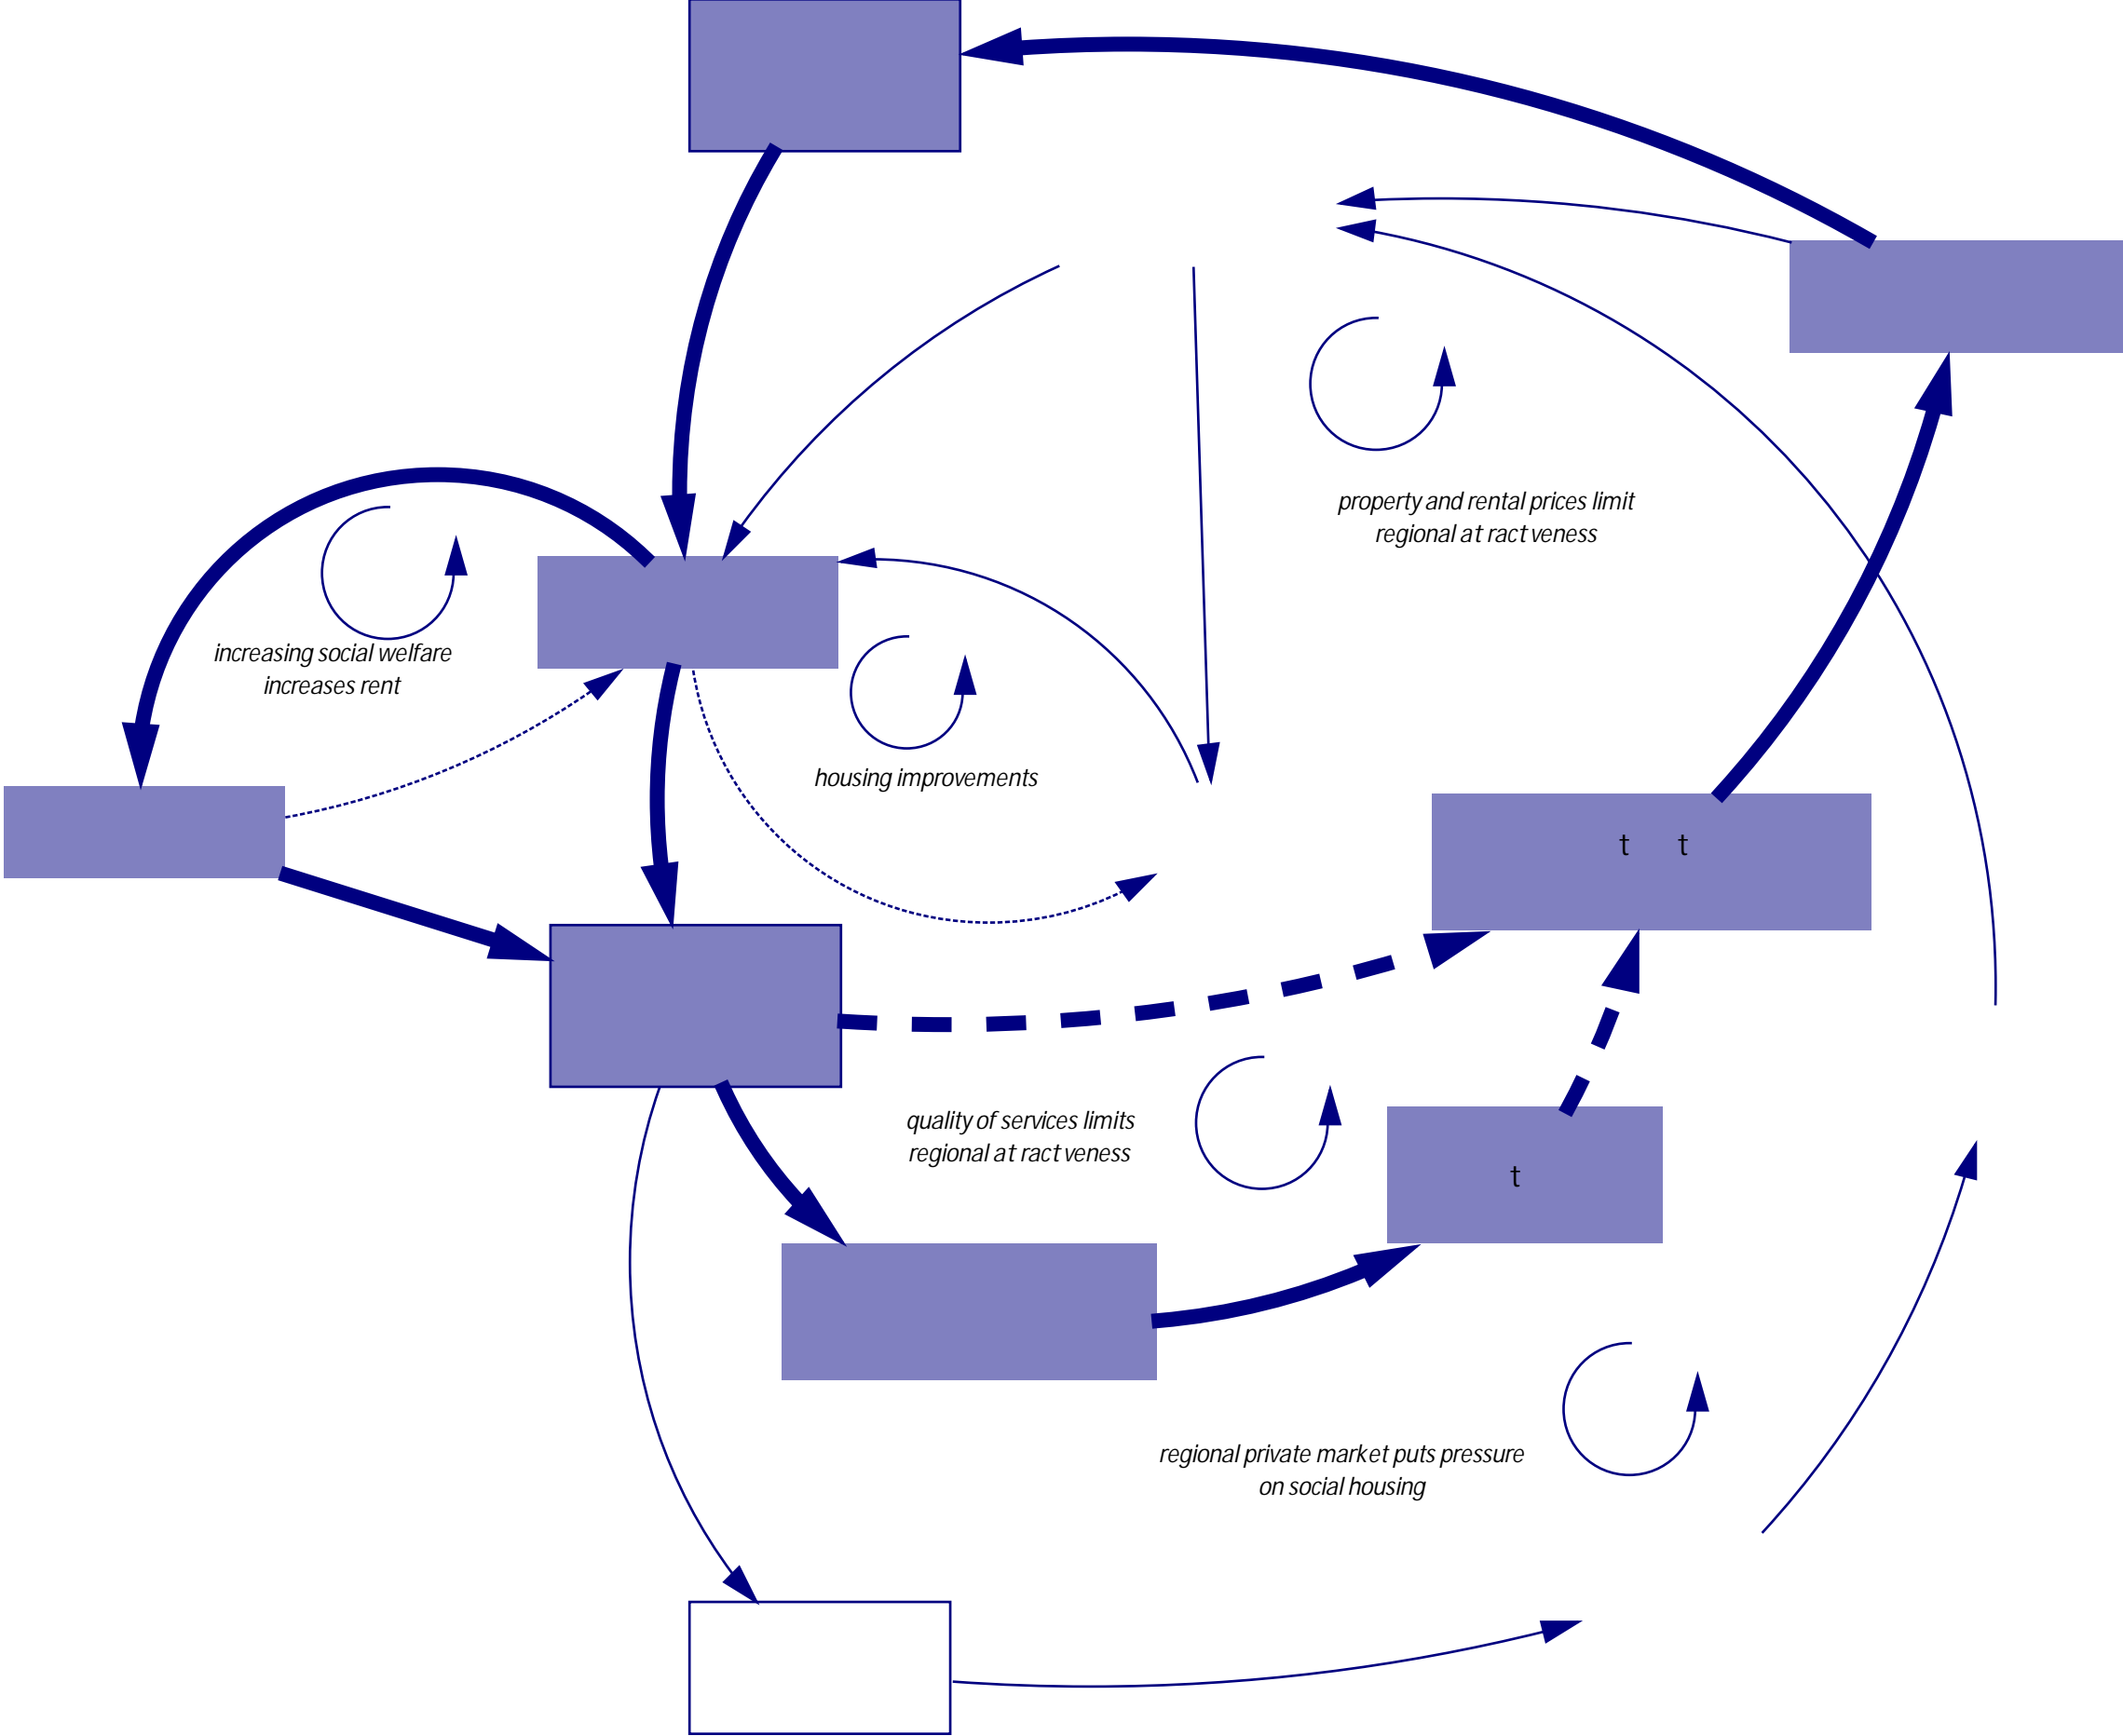 property and rental prices limit
regional at ract veness
increasing social welfare
increases rent
housing improvements
t t
quality of services limits
regional at ract veness
t
regional private market puts pressure
on social housing